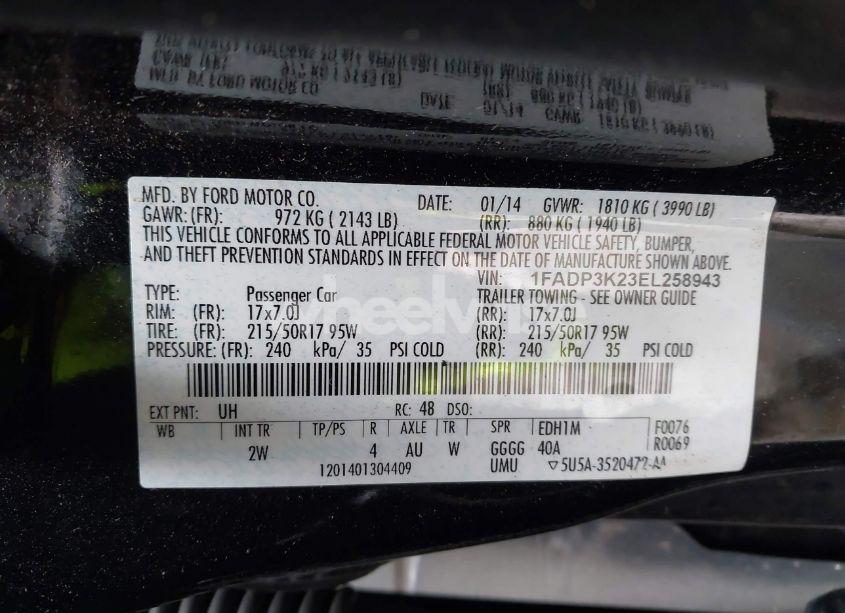 MFD. BY FORD MOTOR CO. DATE: 01/14 GVWR: 1810 KG ( 3990 LB)
GAWR: (FR): 972 KG ( 2143 LB) (RR): 880 KG ( 1940 LB)
THIS VEHICLE CONFORMS TO ALL APPLICABLE FEDERAL MOTOR VEHICLE SAFETY, BUMPER,
AND THEFT PREVENTION STANDARDS IN EFFECT ON THE DATE OF MANUFACTURE SHOWN ABOVE.
VIN: 1FADP3K23EL258943
TYPE: Passenger Car TRAILER TOWING - SEE OWNER GUIDE
RIM: (FR): 17x7.0J (RR): 17x7.0J
TIRE: 215/50R17 95W (RR): 215/50R17 95W
PRESSURE: (FR): 240 kPa/ 35 PSI COLD (RR): 240 kPa/ 35 PSI COLD
EXT PNT: UH RC: 48 DSO:
WB INT TR TP/PS R AXLE TR SPR EDH1M F0076
2W 4 AU W GGGG 40A R0069
1201401304409 UMU ▽5U5A-3520472-AA